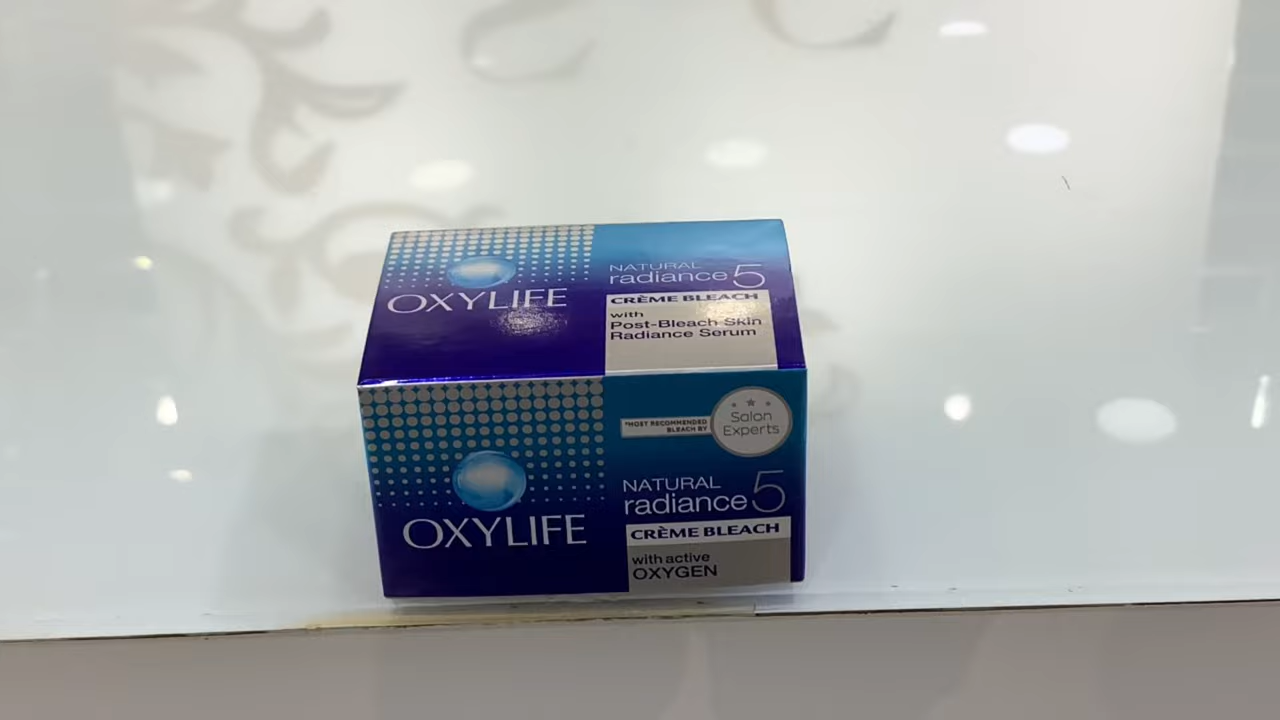 OXYLIFE
NATURAL
radiance 5
CRÈME BLEACH
with
Post-Bleach Skin
Radiance Serum
*MOST RECOMMENDED
BLEACH BY
Salon
Experts
OXYLIFE
NATURAL
radiance 5
CRÈME BLEACH
with active
OXYGEN